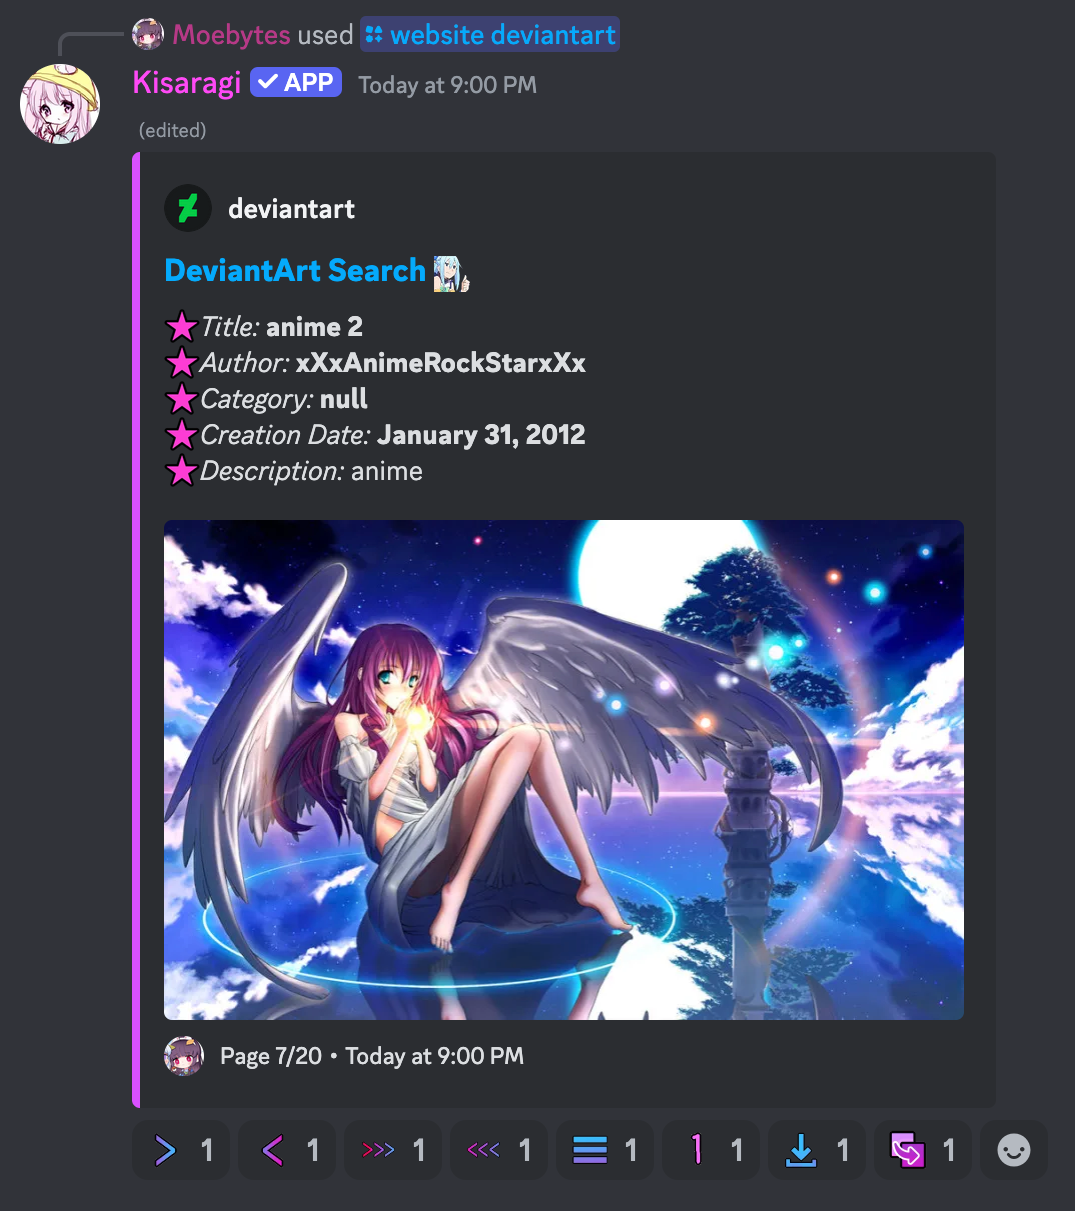 Moebytes used website deviantart
Kisaragi APP Today at 9:00 PM
(edited)
deviantart
DeviantArt Search
Title: anime 2
Author: xXxAnimeRockStarxXx
Category: null
Creation Date: January 31, 2012
Description: anime
Page 7/20 • Today at 9:00 PM
1 1 1 1 1 1 1 1 1